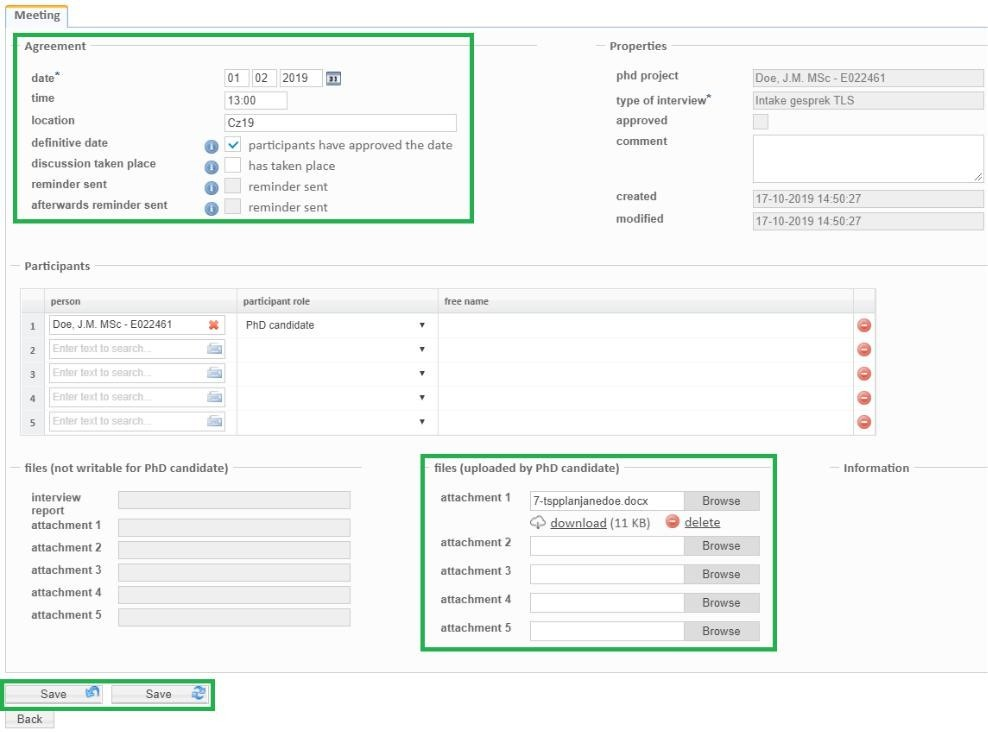 Meeting
Agreement
date*
01 02 2019 31
time
13:00
location
Cz19
definitive date
i participants have approved the date
discussion taken place
i has taken place
reminder sent
i reminder sent
afterwards reminder sent
i reminder sent
Properties
phd project
Doe, J.M. MSc - E022461
type of interview*
Intake gesprek TLS
approved
comment
created
17-10-2019 14:50:27
modified
17-10-2019 14:50:27
Participants
person participant role free name
1 Doe, J.M. MSc - E022461 PhD candidate
2 Enter text to search...
3 Enter text to search...
4 Enter text to search...
5 Enter text to search...
files (not writable for PhD candidate)
interview
report
attachment 1
attachment 2
attachment 3
attachment 4
attachment 5
files (uploaded by PhD candidate)
attachment 1 7-tspplanjanedoe.docx Browse
download (11 KB) delete
attachment 2 Browse
attachment 3 Browse
attachment 4 Browse
attachment 5 Browse
Information
Save Save
Back